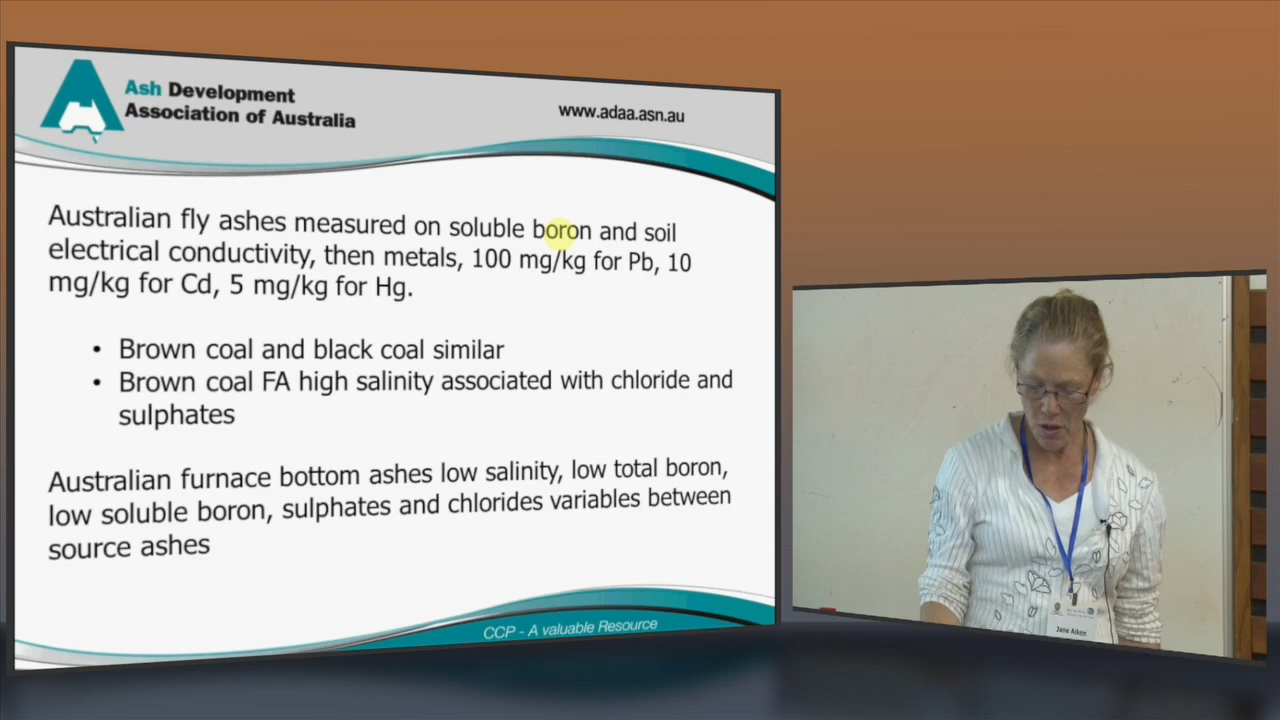 Ash Development
Association of Australia
www.adaa.asn.au
Australian fly ashes measured on soluble boron and soil
electrical conductivity, then metals, 100 mg/kg for Pb, 10
mg/kg for Cd, 5 mg/kg for Hg.
• Brown coal and black coal similar
• Brown coal FA high salinity associated with chloride and
sulphates
Australian furnace bottom ashes low salinity, low total boron,
low soluble boron, sulphates and chlorides variables between
source ashes
CCP - A valuable Resource
Jane Aiken